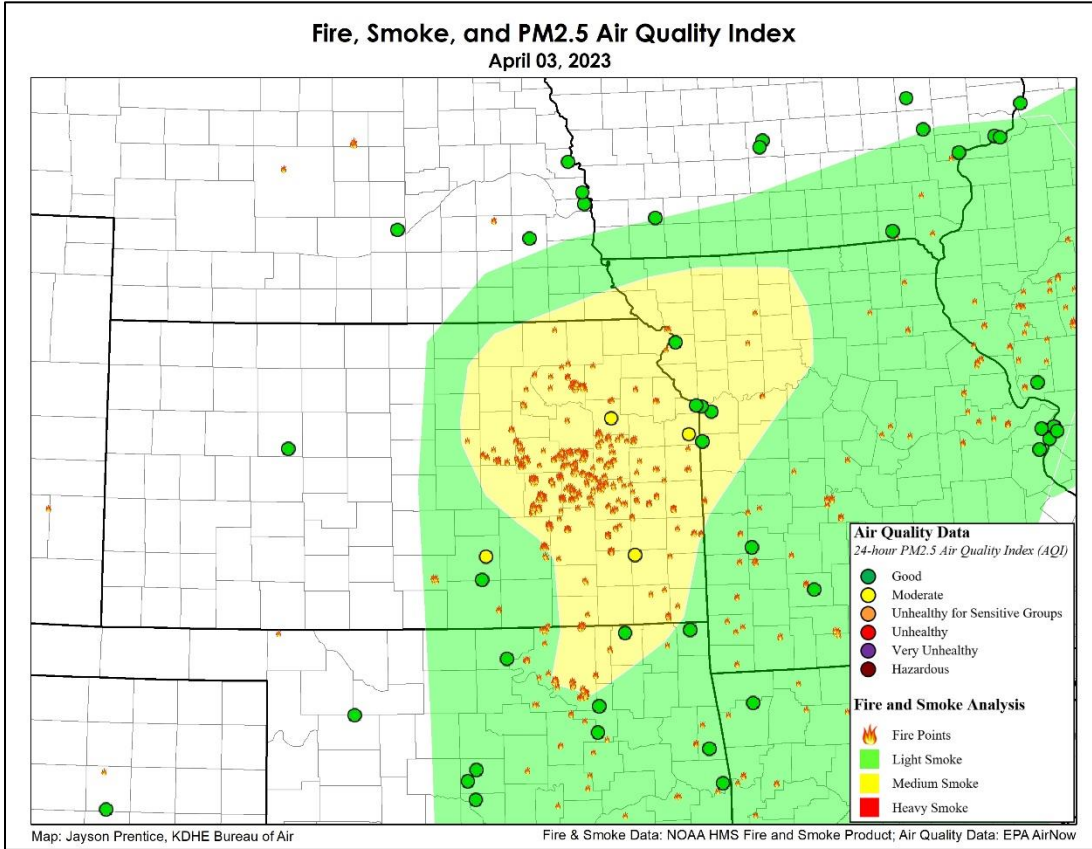 Fire, Smoke, and PM2.5 Air Quality Index
April 03, 2023
Air Quality Data
24-hour PM2.5 Air Quality Index (AQI)
Good
Moderate
Unhealthy for Sensitive Groups
Unhealthy
Very Unhealthy
Hazardous
Fire and Smoke Analysis
Fire Points
Light Smoke
Medium Smoke
Heavy Smoke
Map: Jayson Prentice, KDHE Bureau of Air
Fire & Smoke Data: NOAA HMS Fire and Smoke Product; Air Quality Data: EPA AirNow